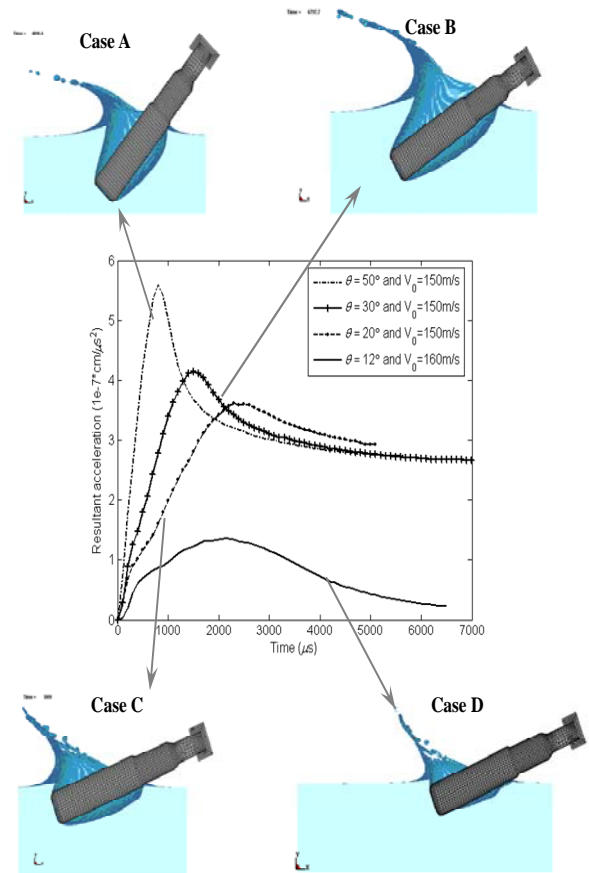 Case A
Case B
Resultant acceleration (1e-7*cm/μs²)
6
5
4
3
2
1
0
θ = 50° and V₀=150m/s
θ = 30° and V₀=150m/s
θ = 20° and V₀=150m/s
θ = 12° and V₀=160m/s
0 1000 2000 3000 4000 5000 6000 7000
Time (μs)
Case C
Case D